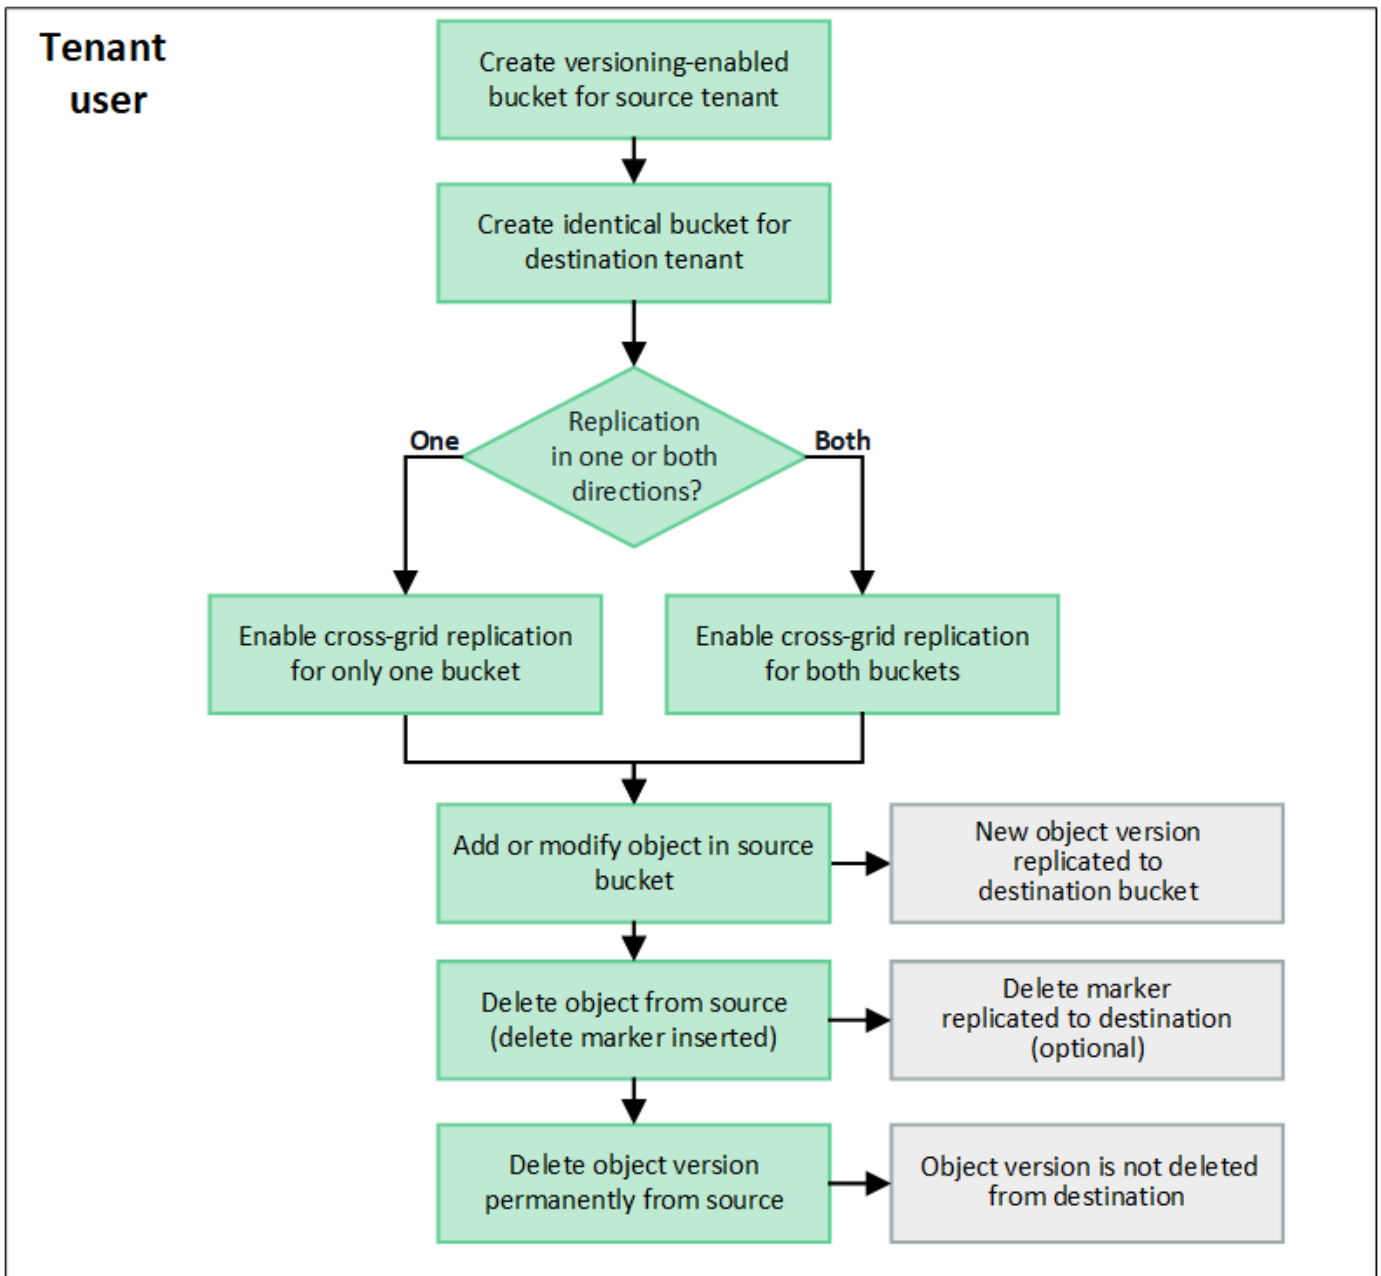 Tenant
user
Create versioning-enabled
bucket for source tenant
Create identical bucket for
destination tenant
Replication
in one or both
directions?
One
Both
Enable cross-grid replication
for only one bucket
Enable cross-grid replication
for both buckets
Add or modify object in source
bucket
New object version
replicated to
destination bucket
Delete object from source
(delete marker inserted)
Delete marker
replicated to destination
(optional)
Delete object version
permanently from source
Object version is not deleted
from destination